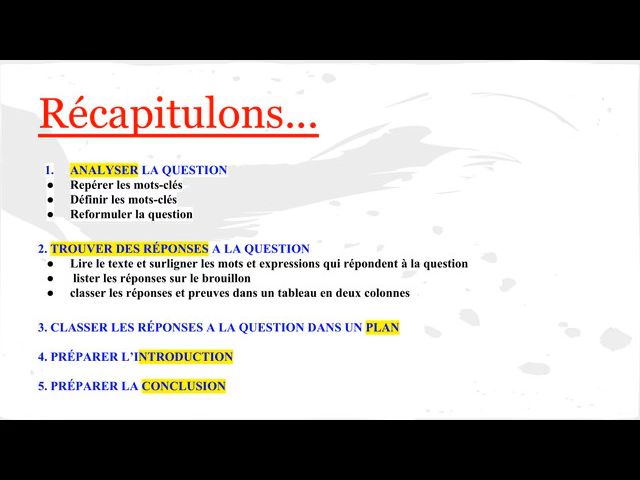 Récapitulons...
1. ANALYSER LA QUESTION
● Repérer les mots-clés
● Définir les mots-clés
● Reformuler la question
2. TROUVER DES RÉPONSES A LA QUESTION
● Lire le texte et surligner les mots et expressions qui répondent à la question
● lister les réponses sur le brouillon
● classer les réponses et preuves dans un tableau en deux colonnes
3. CLASSER LES RÉPONSES A LA QUESTION DANS UN PLAN
4. PRÉPARER L'INTRODUCTION
5. PRÉPARER LA CONCLUSION